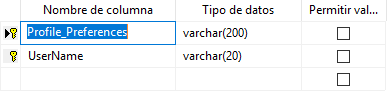 Nombre de columna Tipo de datos Permitir val...
Profile_Preferences varchar(200)
UserName varchar(20)